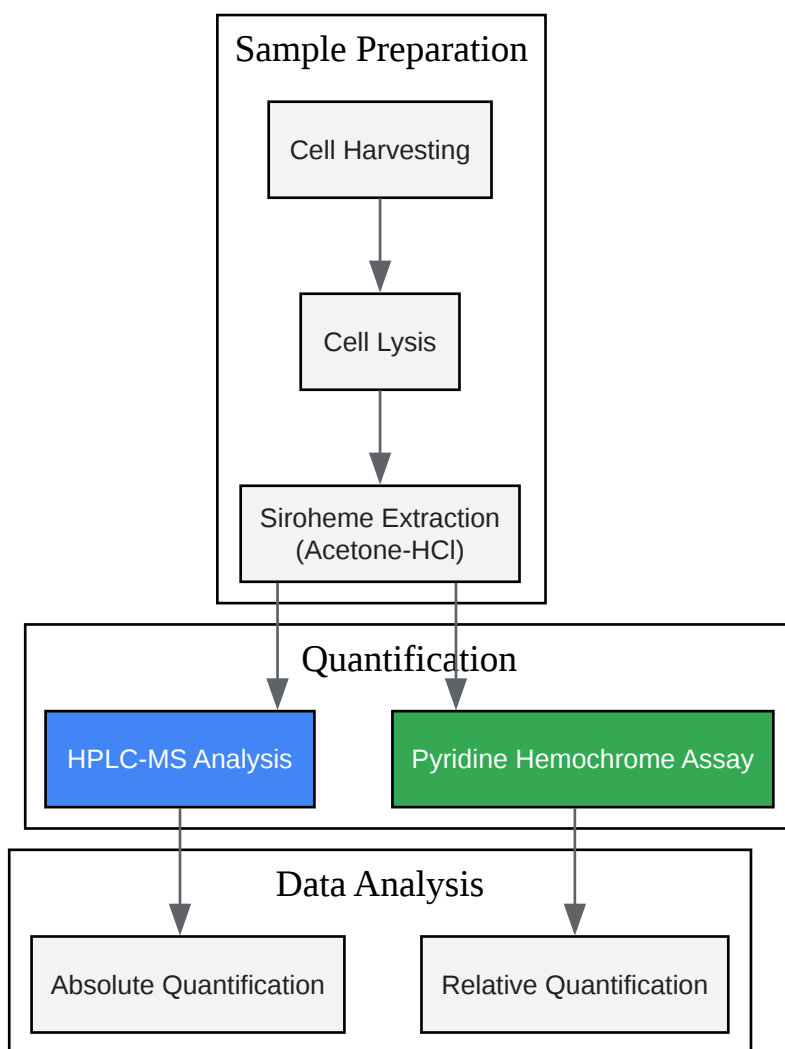 Sample Preparation
Cell Harvesting
Cell Lysis
Siroheme Extraction
(Acetone-HCl)
Quantification
HPLC-MS Analysis
Pyridine Hemochrome Assay
Data Analysis
Absolute Quantification
Relative Quantification